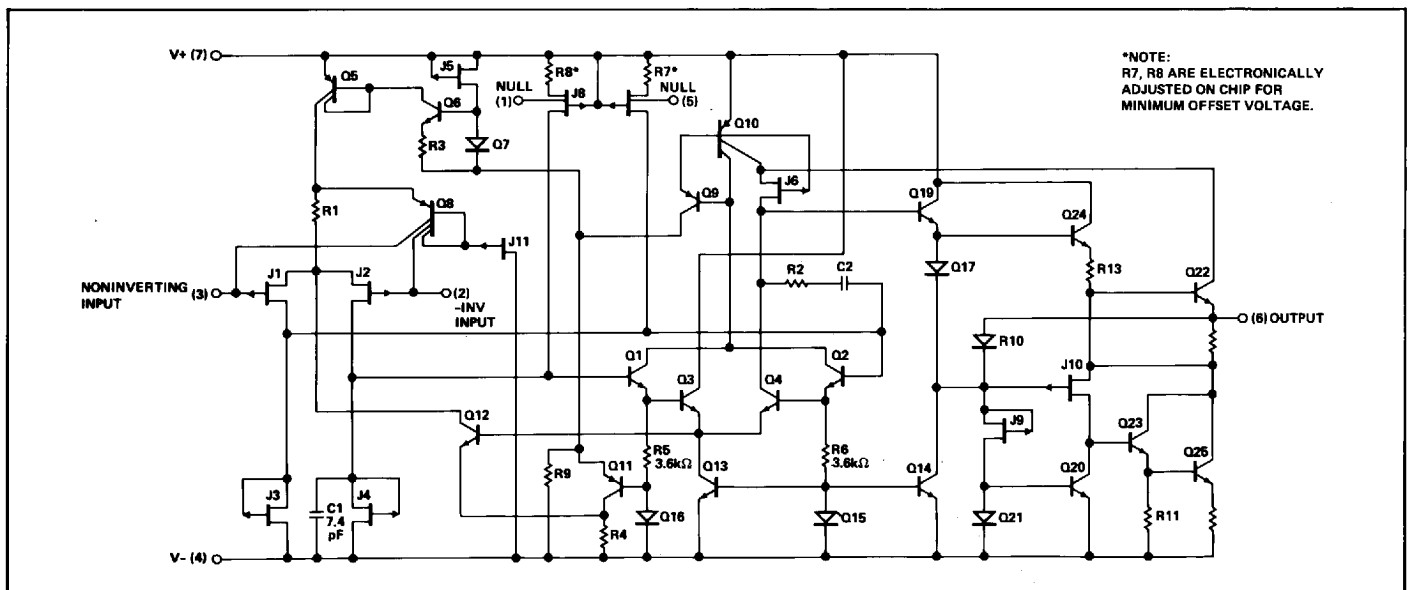 V+ (7)
Q5
J5
Q6
R3
Q7
R8*
NULL
(1)
J8
R7*
NULL
(5)
Q10
*NOTE:
R7, R8 ARE ELECTRONICALLY
ADJUSTED ON CHIP FOR
MINIMUM OFFSET VOLTAGE.
J6
Q9
Q19
Q24
R1
Q8
J11
Q17
R13
Q22
NONINVERTING
INPUT
(3)
J1
J2
(2)
-INV
INPUT
R2
C2
(6) OUTPUT
R10
J10
Q1
Q3
Q4
Q2
Q12
J9
Q23
Q25
R5
3.6kΩ
R6
3.6kΩ
R9
Q11
Q13
Q14
Q20
J3
C1
7.4
pF
J4
R4
Q16
Q15
Q21
R11
V- (4)